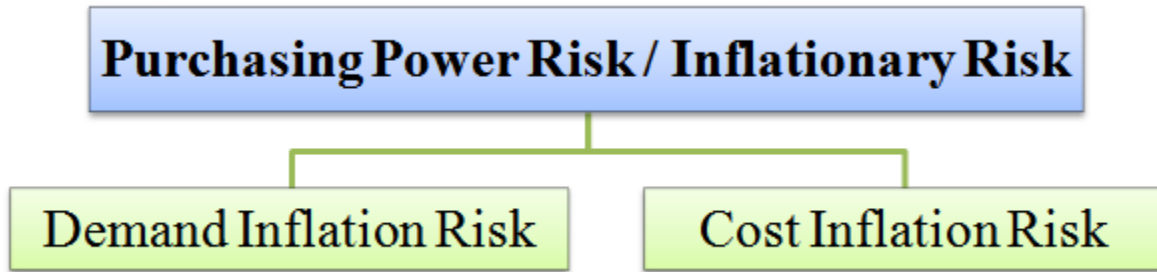 Purchasing Power Risk / Inflationary Risk
Demand Inflation Risk
Cost Inflation Risk